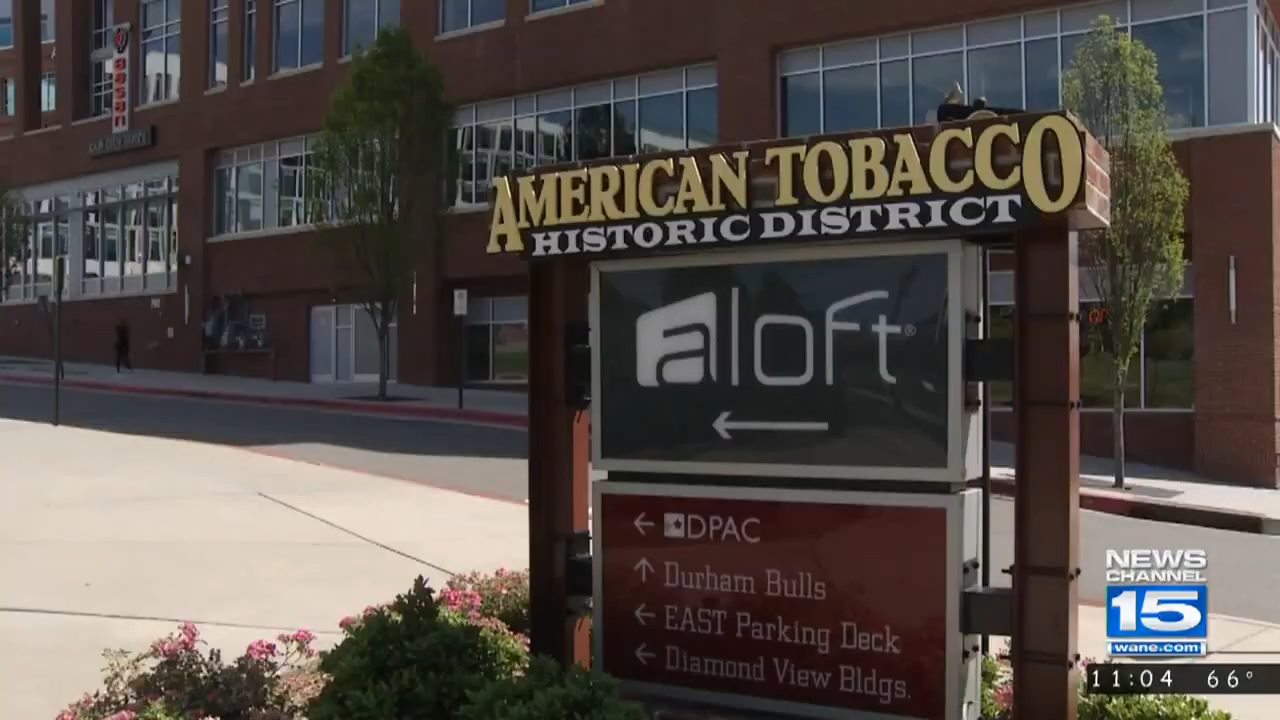 basan
AMERICAN TOBACCO
HISTORIC DISTRICT
aloft®
←
← DPAC
↑ Durham Bulls
← EAST Parking Deck
← Diamond View Bldgs.
NEWS
CHANNEL
15
wane.com
11:04 66°